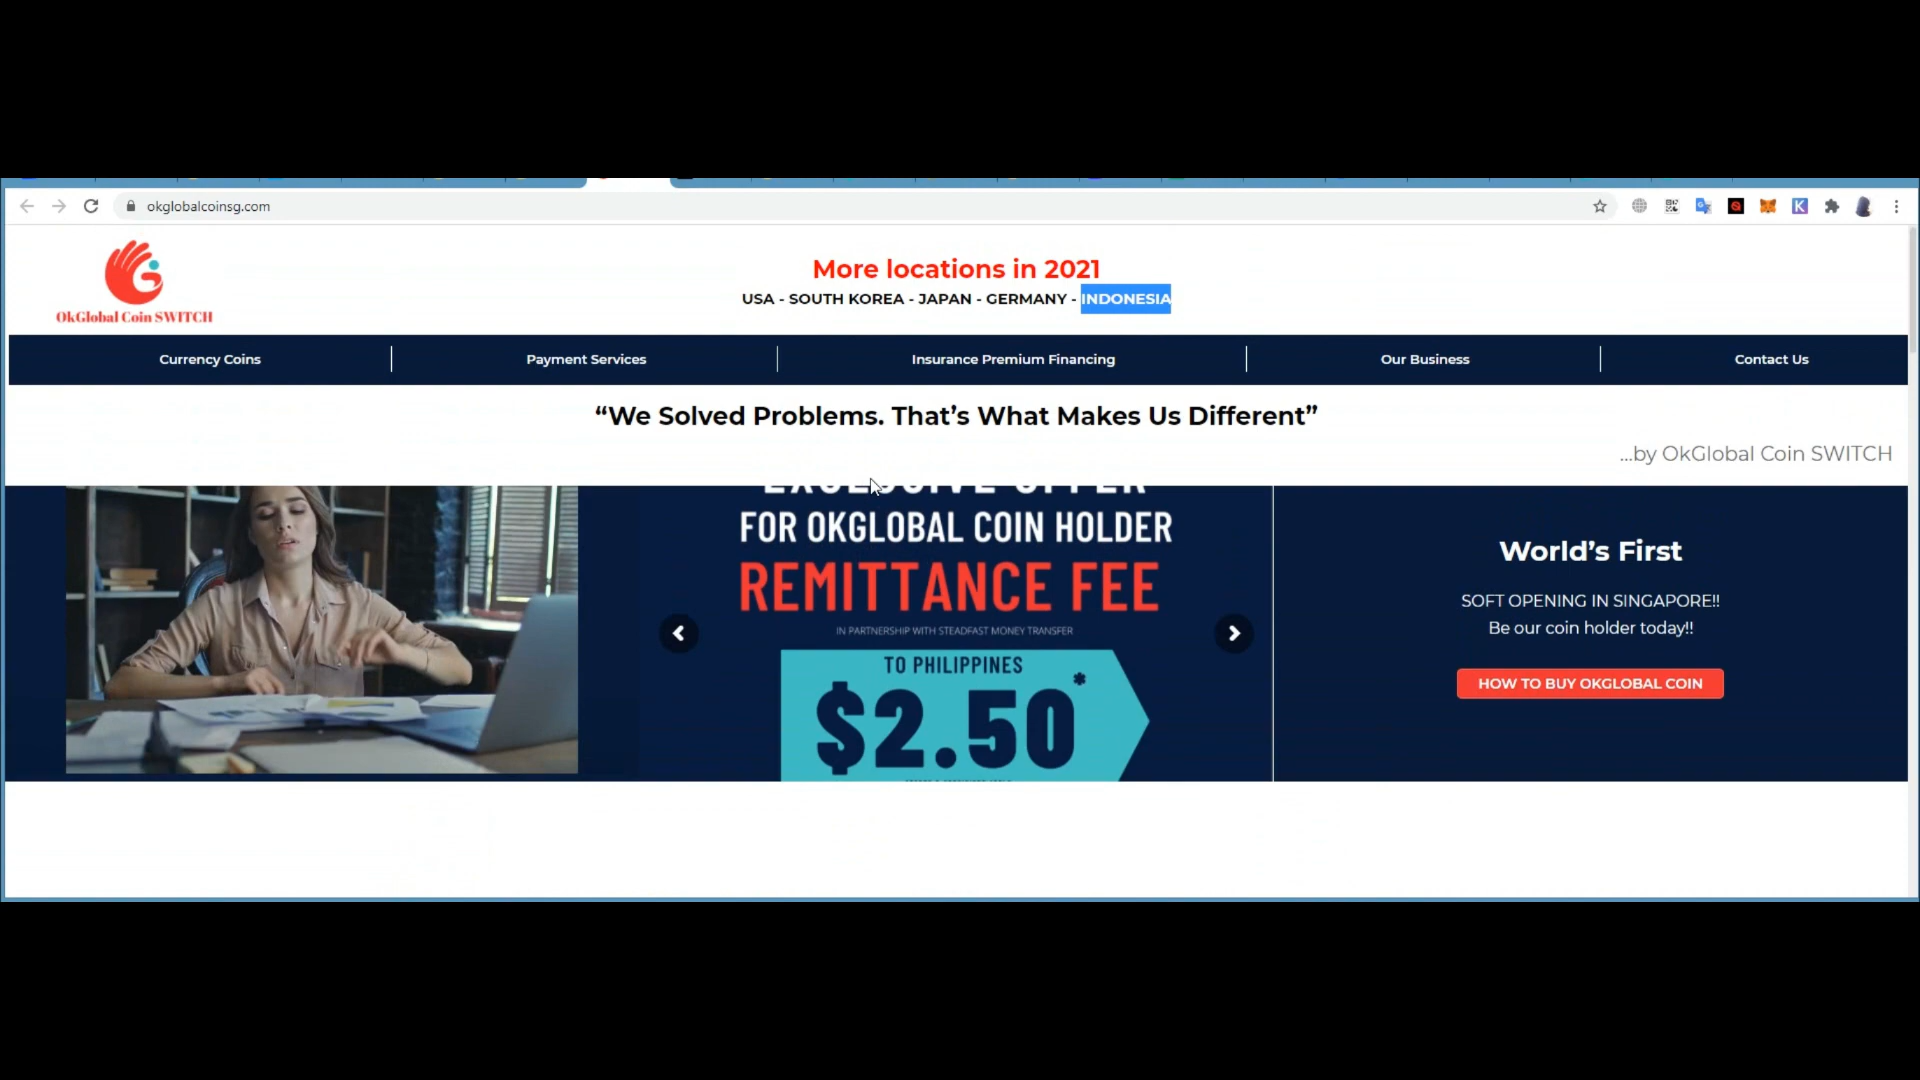 okglobalcoinsg.com
OkGlobal Coin SWITCH
More locations in 2021
USA - SOUTH KOREA - JAPAN - GERMANY - INDONESIA
Currency Coins
Payment Services
Insurance Premium Financing
Our Business
Contact Us
“We Solved Problems. That’s What Makes Us Different”
...by OkGlobal Coin SWITCH
EXCLUSIVE OFFER
FOR OKGLOBAL COIN HOLDER
REMITTANCE FEE
IN PARTNERSHIP WITH STEADFAST MONEY TRANSFER
TO PHILIPPINES
$2.50*
World’s First
SOFT OPENING IN SINGAPORE!!
Be our coin holder today!!
HOW TO BUY OKGLOBAL COIN